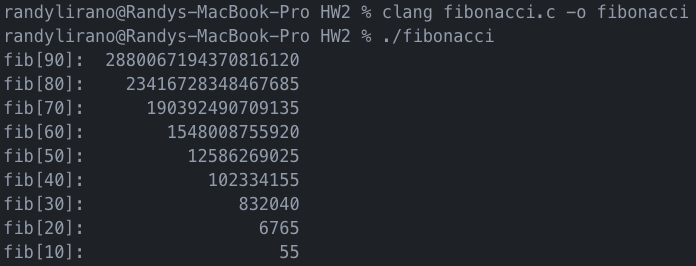 randylirano@Randys-MacBook-Pro HW2 % clang fibonacci.c -o fibonacci
randylirano@Randys-MacBook-Pro HW2 % ./fibonacci
fib[90]:  2880067194370816120
fib[80]:    23416728348467685
fib[70]:      190392490709135
fib[60]:        1548008755920
fib[50]:          12586269025
fib[40]:            102334155
fib[30]:               832040
fib[20]:                 6765
fib[10]:                   55